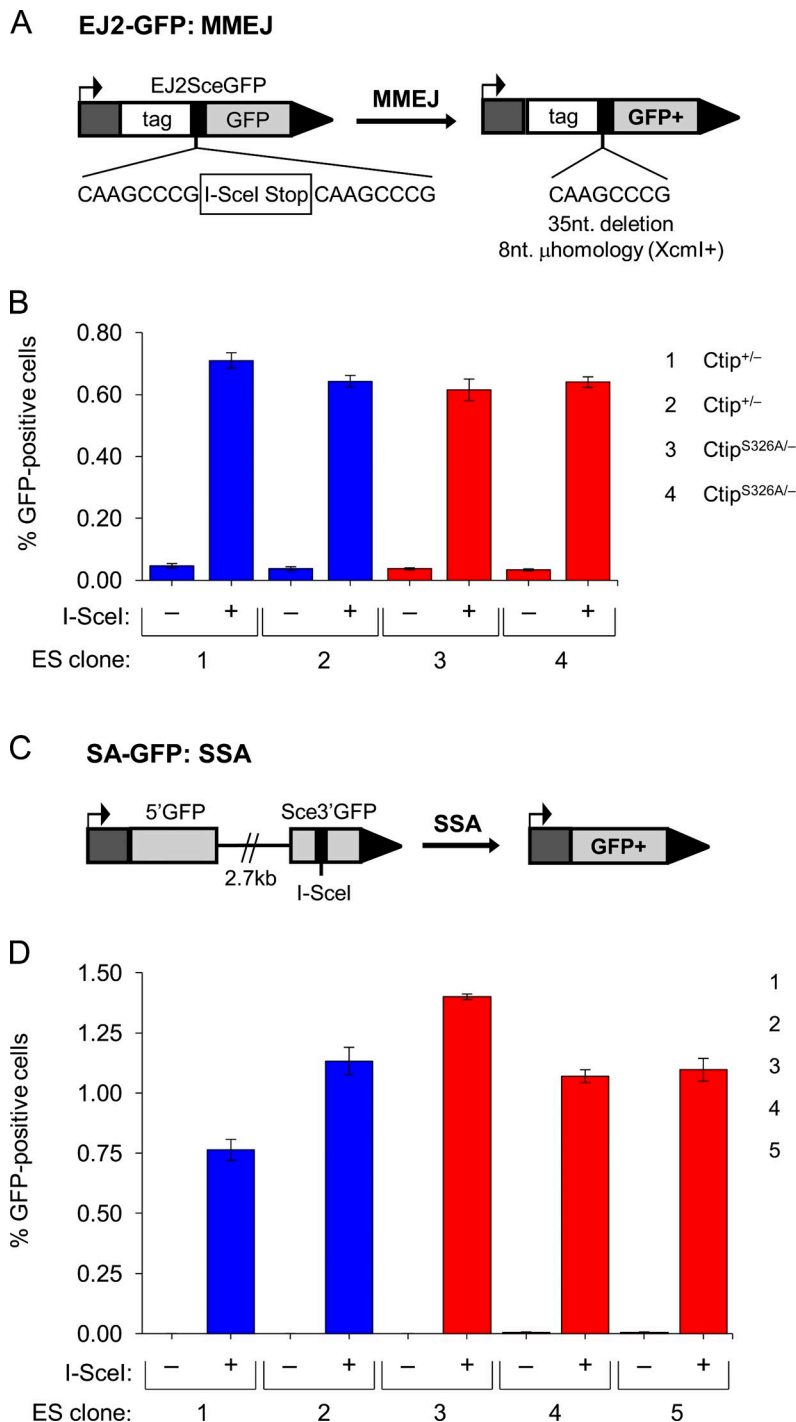 A EJ2-GFP: MMEJ
EJ2SceGFP
tag GFP
MMEJ
tag GFP+
CAAGCCCG I-SceI Stop CAAGCCCG
CAAGCCCG
35nt. deletion
8nt. μhomology (XcmI+)
B
% GFP-positive cells
0.80
0.60
0.40
0.20
0.00
I-SceI: – + – + – + – +
ES clone: 1 2 3 4
1 Ctip+/–
2 Ctip+/–
3 CtipS326A/–
4 CtipS326A/–
C SA-GFP: SSA
5’GFP
Sce3’GFP
2.7kb
I-SceI
SSA
GFP+
D
% GFP-positive cells
1.50
1.25
1.00
0.75
0.50
0.25
0.00
I-SceI: – + – + – + – + – +
ES clone: 1 2 3 4 5
1
2
3
4
5